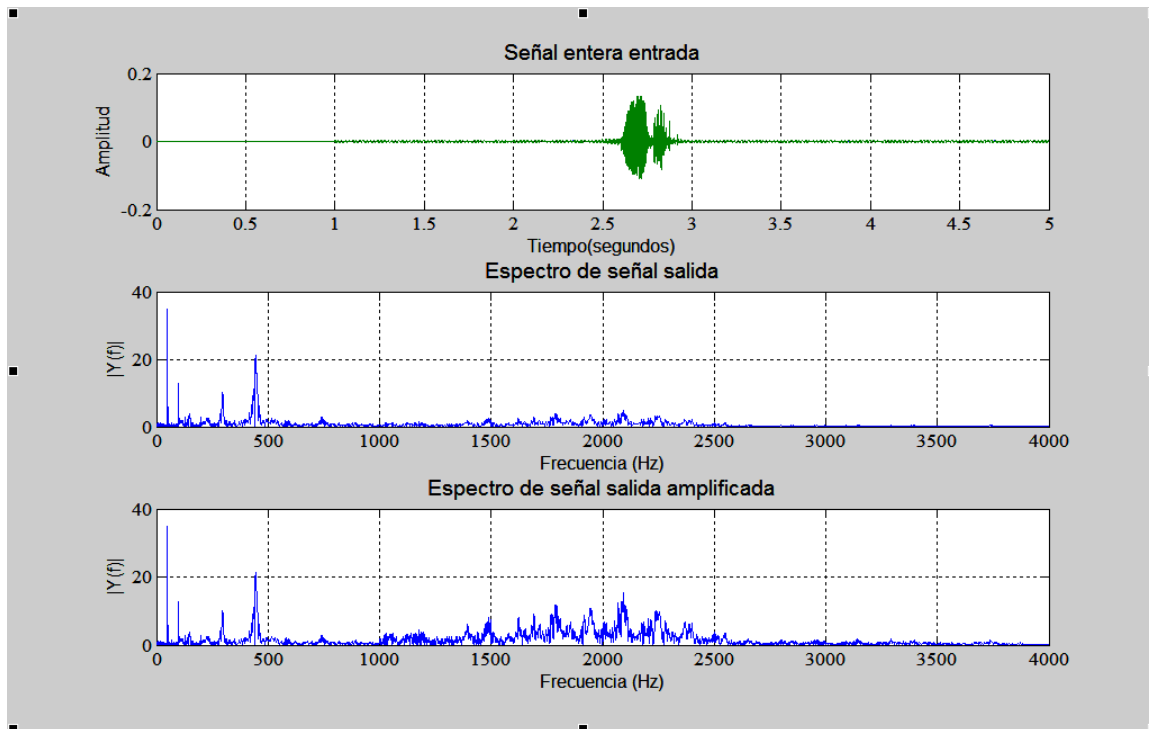 Señal entera entrada
0.2
0
-0.2
Amplitud
0 0.5 1 1.5 2 2.5 3 3.5 4 4.5 5
Tiempo(segundos)
Espectro de señal salida
40
20
0
|Y(f)|
0 500 1000 1500 2000 2500 3000 3500 4000
Frecuencia (Hz)
Espectro de señal salida amplificada
40
20
0
|Y(f)|
0 500 1000 1500 2000 2500 3000 3500 4000
Frecuencia (Hz)